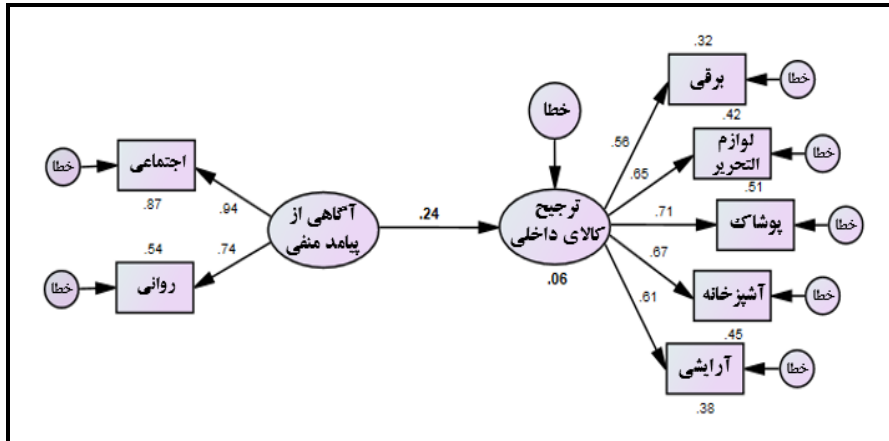 .32
برقی
خطا
خطا
.42
.56
لوازم
التحریر
خطا
اجتماعی
خطا
.65
.51
.87
.94
آگاهی از
پیامد منفی
.24
ترجیح
کالای داخلی
.71
پوشاک
خطا
.54
.74
.67
روانی
خطا
.06
.61
آشپزخانه
خطا
.45
آرایشی
خطا
.38